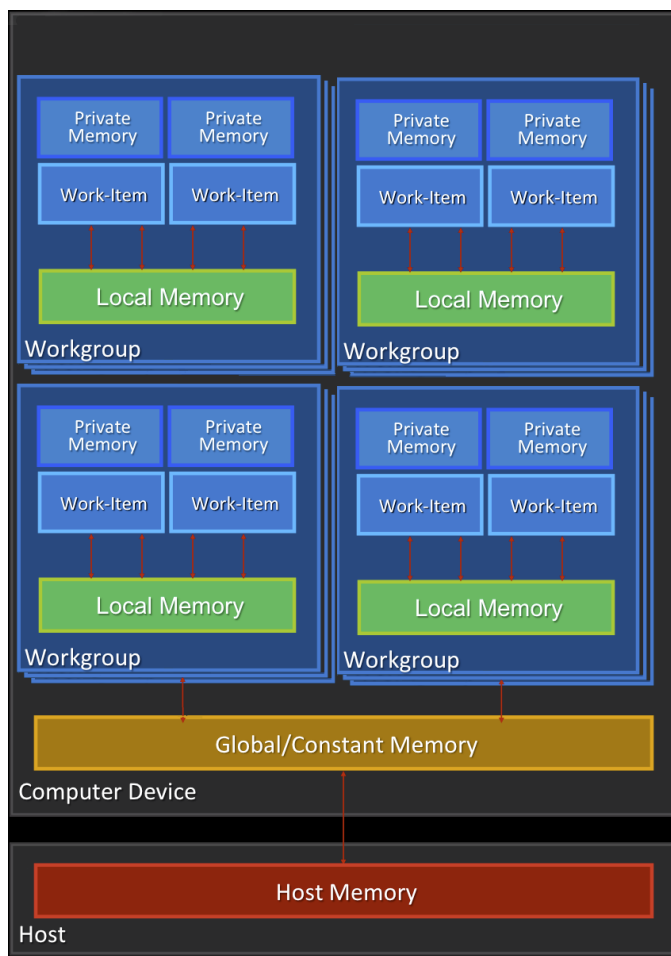 Private Memory
Private Memory
Work-Item
Work-Item
Local Memory
Workgroup
Private Memory
Private Memory
Work-Item
Work-Item
Local Memory
Workgroup
Private Memory
Private Memory
Work-Item
Work-Item
Local Memory
Workgroup
Private Memory
Private Memory
Work-Item
Work-Item
Local Memory
Workgroup
Global/Constant Memory
Computer Device
Host Memory
Host